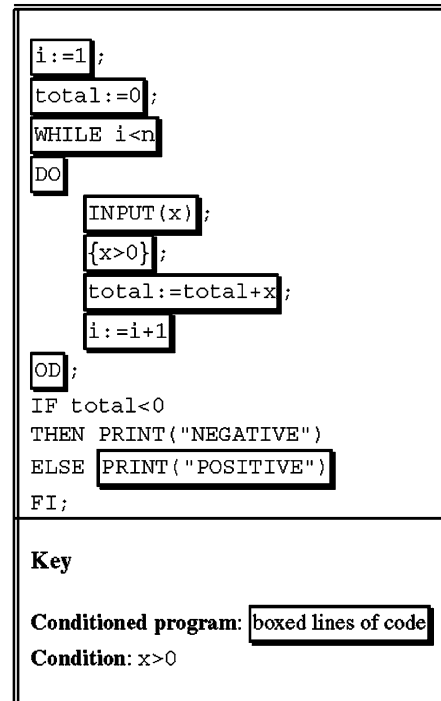 i:=1;
total:=0;
WHILE i<n
DO
INPUT(x);
{x>0};
total:=total+x;
i:=i+1
OD;
IF total<0
THEN PRINT("NEGATIVE")
ELSE PRINT("POSITIVE")
FI;
Key
Conditioned program: boxed lines of code
Condition: x>0